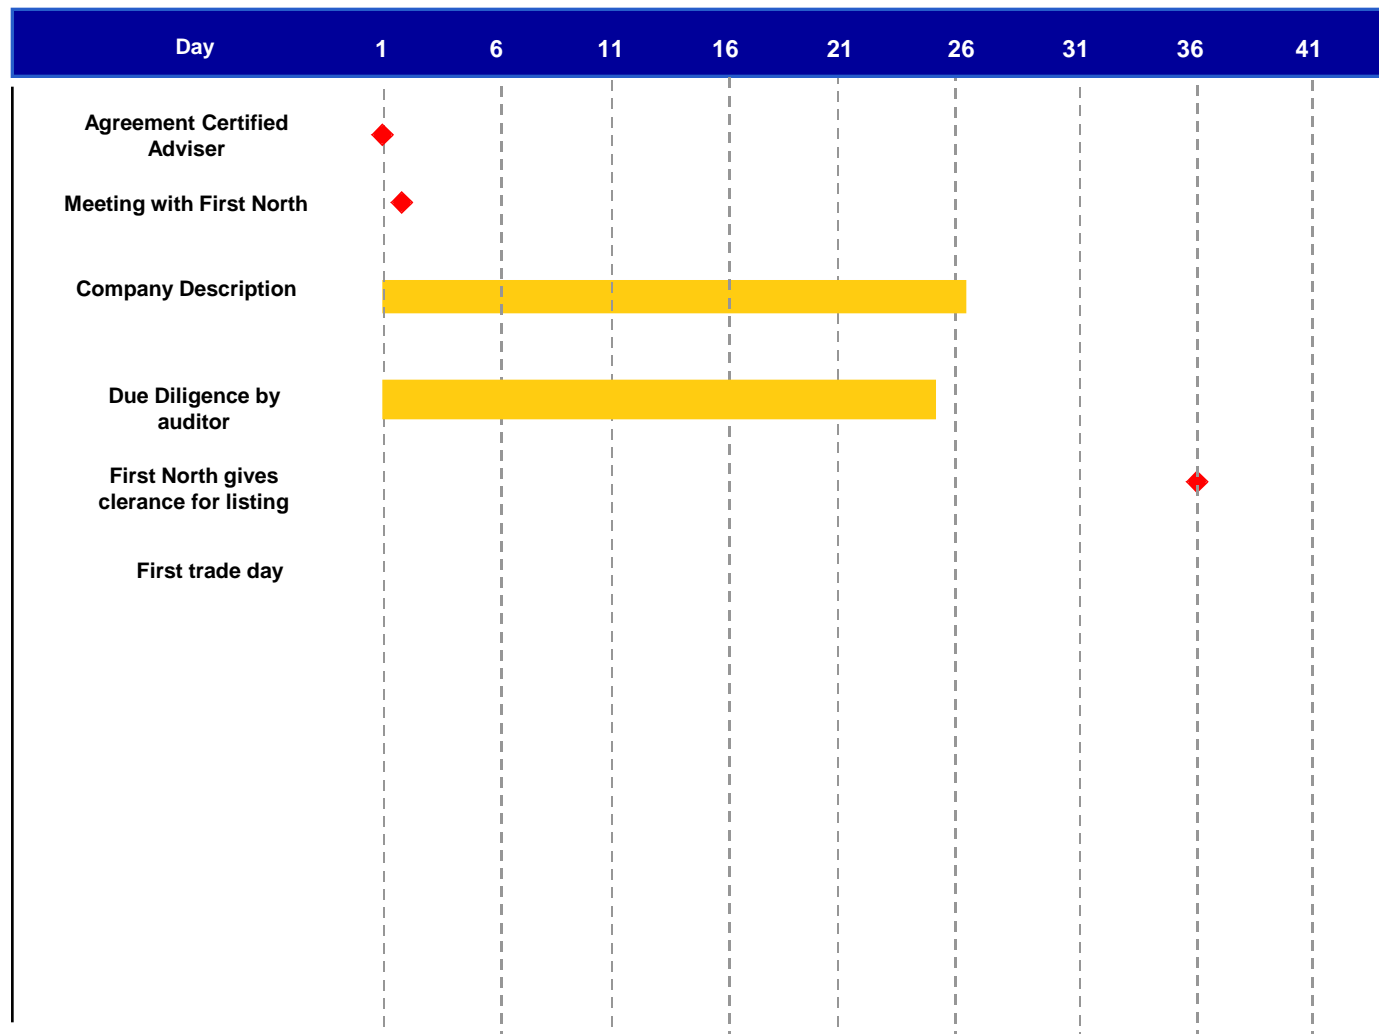 Day 1 6 11 16 21 26 31 36 41
Agreement Certified
Adviser
Meeting with First North
Company Description
Due Diligence by
auditor
First North gives
clerance for listing
First trade day